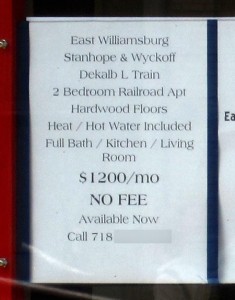 East Williamsburg
Stanhope & Wyckoff
Dekalb L Train
2 Bedroom Railroad Apt
Hardwood Floors
Heat / Hot Water Included
Full Bath / Kitchen / Living
Room
$1200/mo
NO FEE
Available Now
Call 718
Ea